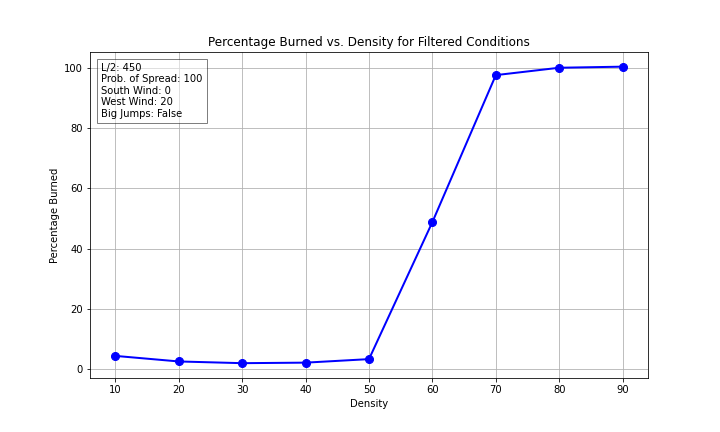 Percentage Burned vs. Density for Filtered Conditions
L/2: 450
Prob. of Spread: 100
South Wind: 0
West Wind: 20
Big Jumps: False
Percentage Burned
100
80
60
40
20
0
10 20 30 40 50 60 70 80 90
Density